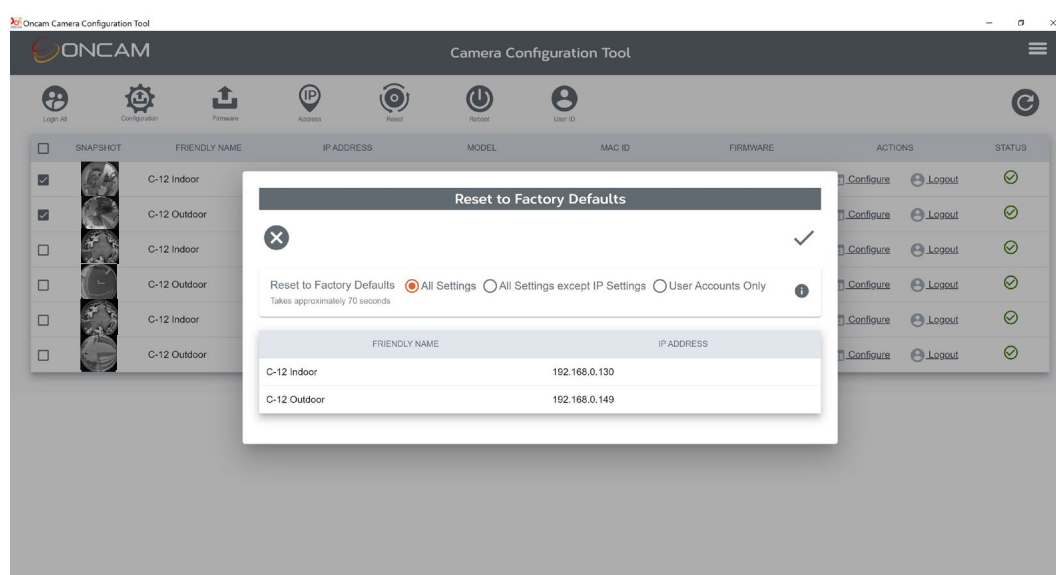 Oncam Camera Configuration Tool
ONCAM
Camera Configuration Tool
Login All
Configuration
Firmware
Address
Reset
Reboot
User ID
IP
SNAPSHOT FRIENDLY NAME IP ADDRESS MODEL MAC ID FIRMWARE ACTIONS STATUS
C-12 Indoor Configure Logout
C-12 Outdoor Configure Logout
C-12 Indoor Configure Logout
C-12 Outdoor Configure Logout
C-12 Indoor Configure Logout
C-12 Outdoor Configure Logout
Reset to Factory Defaults
Reset to Factory Defaults All Settings All Settings except IP Settings User Accounts Only
Takes approximately 70 seconds
FRIENDLY NAME IP ADDRESS
C-12 Indoor 192.168.0.130
C-12 Outdoor 192.168.0.149